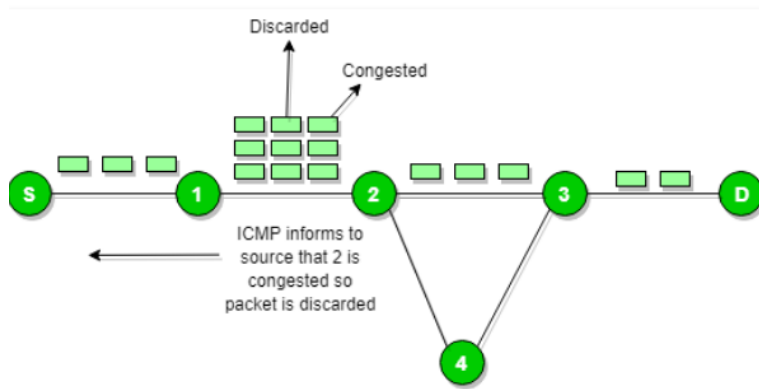 Discarded
Congested
S
1
2
3
D
ICMP informs to
source that 2 is
congested so
packet is discarded
4